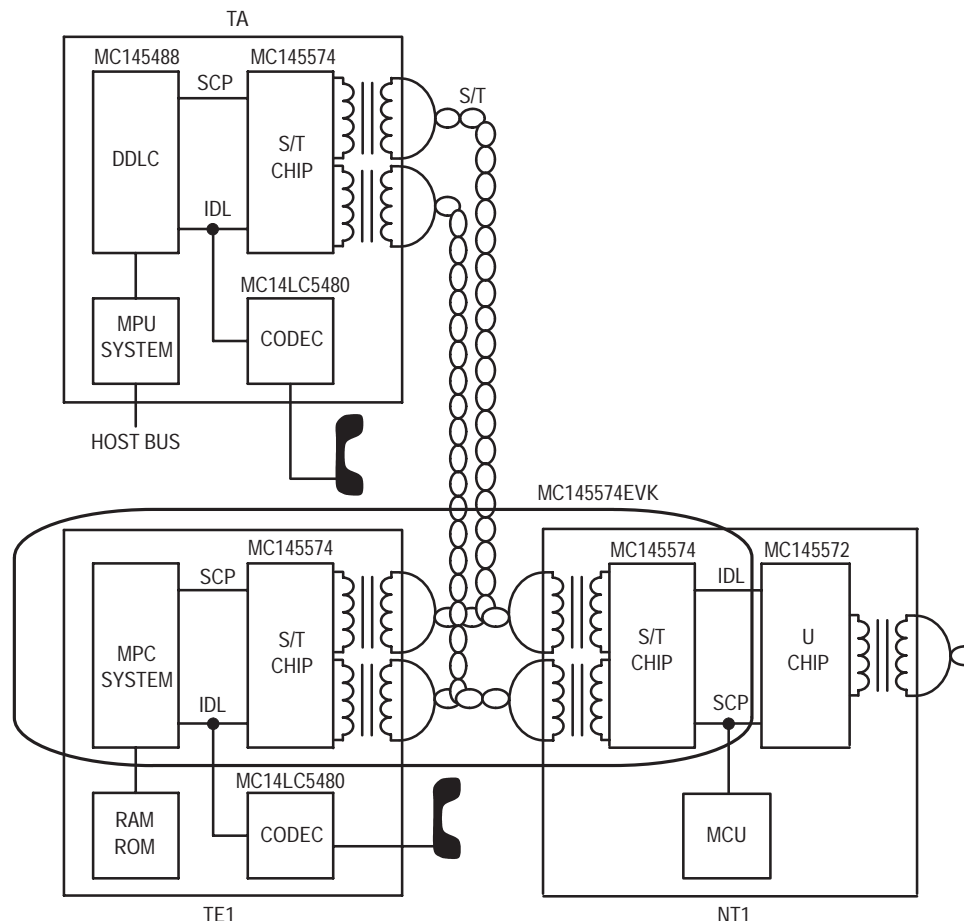 TA
MC145488
MC145574
SCP
S/T
DDLC
S/T
CHIP
IDL
MC14LC5480
MPU
SYSTEM
CODEC
HOST BUS
MC145574EVK
MC145574
MC145574
MC145572
SCP
IDL
MPC
SYSTEM
S/T
CHIP
S/T
CHIP
U
CHIP
IDL
SCP
MC14LC5480
RAM
ROM
CODEC
MCU
TE1
NT1